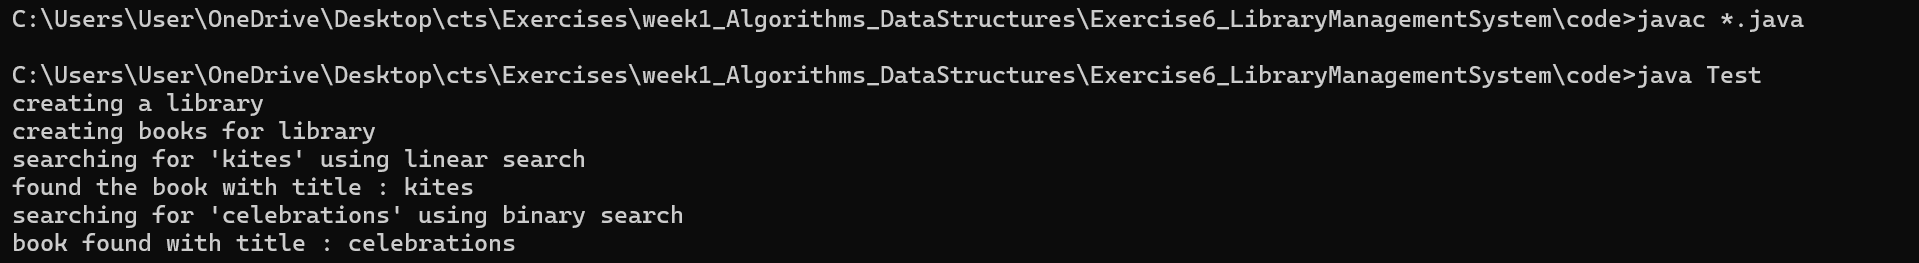 C:\Users\User\OneDrive\Desktop\cts\Exercises\week1_Algorithms_DataStructures\Exercise6_LibraryManagementSystem\code>javac *.java
C:\Users\User\OneDrive\Desktop\cts\Exercises\week1_Algorithms_DataStructures\Exercise6_LibraryManagementSystem\code>java Test
creating a library
creating books for library
searching for 'kites' using linear search
found the book with title : kites
searching for 'celebrations' using binary search
book found with title : celebrations